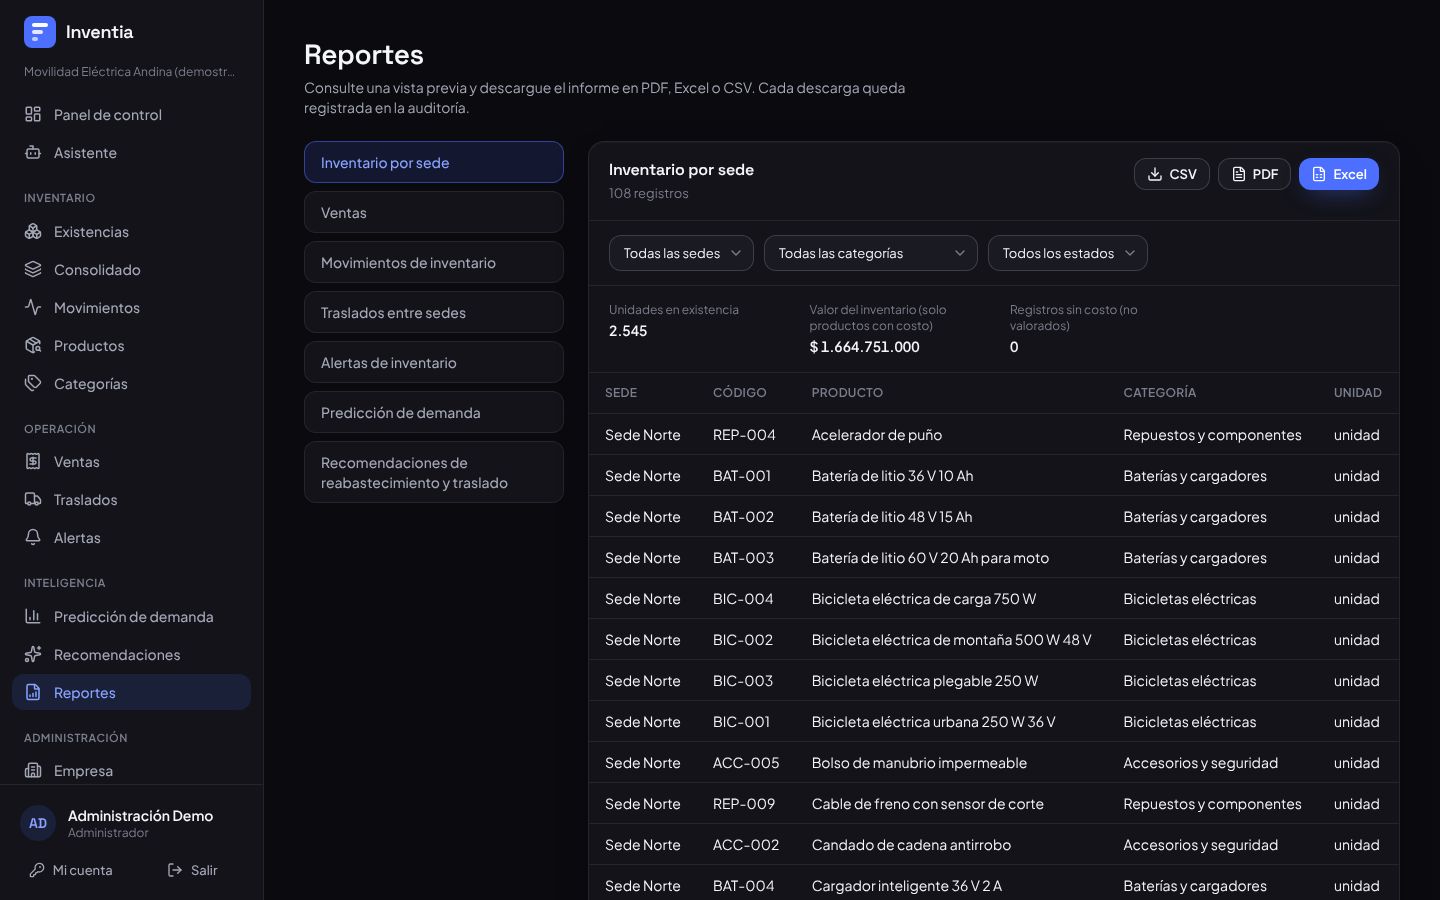 Inventia
Movilidad Eléctrica Andina (demostr…
Panel de control
Asistente
INVENTARIO
Existencias
Consolidado
Movimientos
Productos
Categorías
OPERACIÓN
Ventas
Traslados
Alertas
INTELIGENCIA
Predicción de demanda
Recomendaciones
Reportes
ADMINISTRACIÓN
Empresa
AD
Administración Demo
Administrador
Mi cuenta
Salir
Reportes
Consulte una vista previa y descargue el informe en PDF, Excel o CSV. Cada descarga queda
registrada en la auditoría.
Inventario por sede
Ventas
Movimientos de inventario
Traslados entre sedes
Alertas de inventario
Predicción de demanda
Recomendaciones de
reabastecimiento y traslado
Inventario por sede
108 registros
CSV
PDF
Excel
Todas las sedes
Todas las categorías
Todos los estados
Unidades en existencia
2.545
Valor del inventario (solo
productos con costo)
$ 1.664.751.000
Registros sin costo (no
valorados)
0
SEDE CÓDIGO PRODUCTO CATEGORÍA UNIDAD
Sede Norte REP-004 Acelerador de puño Repuestos y componentes unidad
Sede Norte BAT-001 Batería de litio 36 V 10 Ah Baterías y cargadores unidad
Sede Norte BAT-002 Batería de litio 48 V 15 Ah Baterías y cargadores unidad
Sede Norte BAT-003 Batería de litio 60 V 20 Ah para moto Baterías y cargadores unidad
Sede Norte BIC-004 Bicicleta eléctrica de carga 750 W Bicicletas eléctricas unidad
Sede Norte BIC-002 Bicicleta eléctrica de montaña 500 W 48 V Bicicletas eléctricas unidad
Sede Norte BIC-003 Bicicleta eléctrica plegable 250 W Bicicletas eléctricas unidad
Sede Norte BIC-001 Bicicleta eléctrica urbana 250 W 36 V Bicicletas eléctricas unidad
Sede Norte ACC-005 Bolso de manubrio impermeable Accesorios y seguridad unidad
Sede Norte REP-009 Cable de freno con sensor de corte Repuestos y componentes unidad
Sede Norte ACC-002 Candado de cadena antirrobo Accesorios y seguridad unidad
Sede Norte BAT-004 Cargador inteligente 36 V 2 A Baterías y cargadores unidad